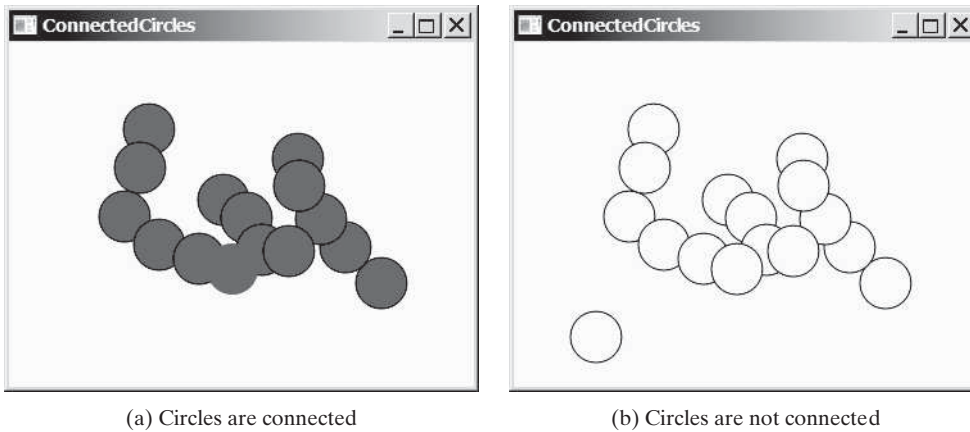 ConnectedCircles
ConnectedCircles
(a) Circles are connected
(b) Circles are not connected